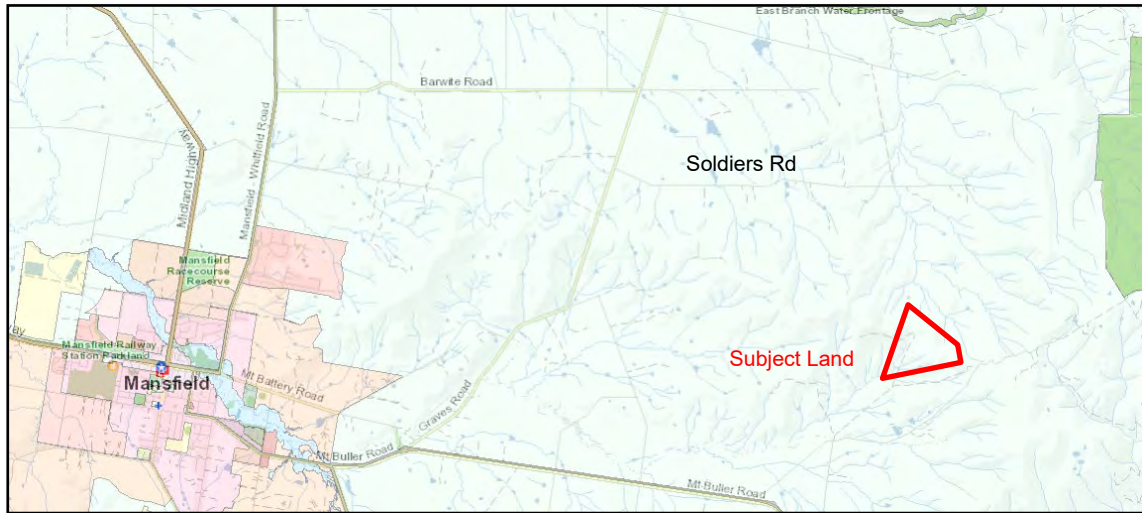 East Branch Water Frontage
Barwite Road
Midland Highway
Mansfield - Whitfield Road
Soldiers Rd
Mansfield
Racecourse
Reserve
Subject Land
way
Mansfield Railway
Station Parkland
Mansfield
Mt Battery Road
Graves Road
Mt Buller Road
Mt Buller Road